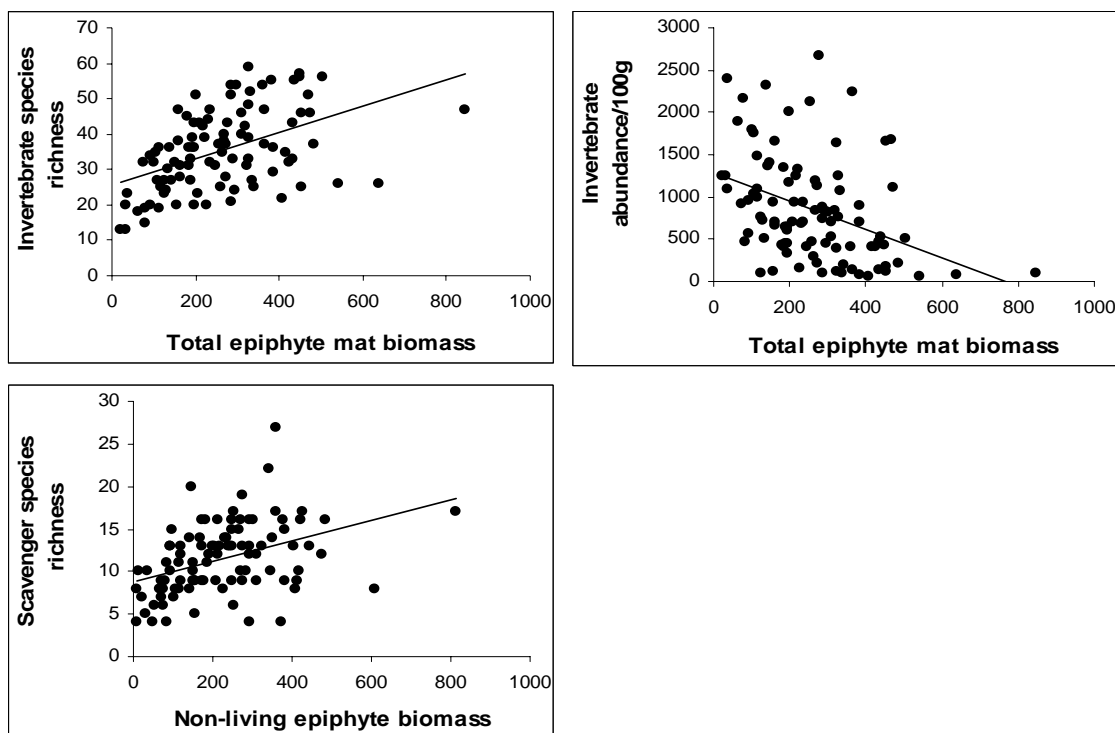 Invertebrate species
richness
70
60
50
40
30
20
10
0
0 200 400 600 800 1000
Total epiphyte mat biomass
Invertebrate
abundance/100g
3000
2500
2000
1500
1000
500
0
0 200 400 600 800 1000
Total epiphyte mat biomass
Scavenger species
richness
30
25
20
15
10
5
0
0 200 400 600 800 1000
Non-living epiphyte biomass